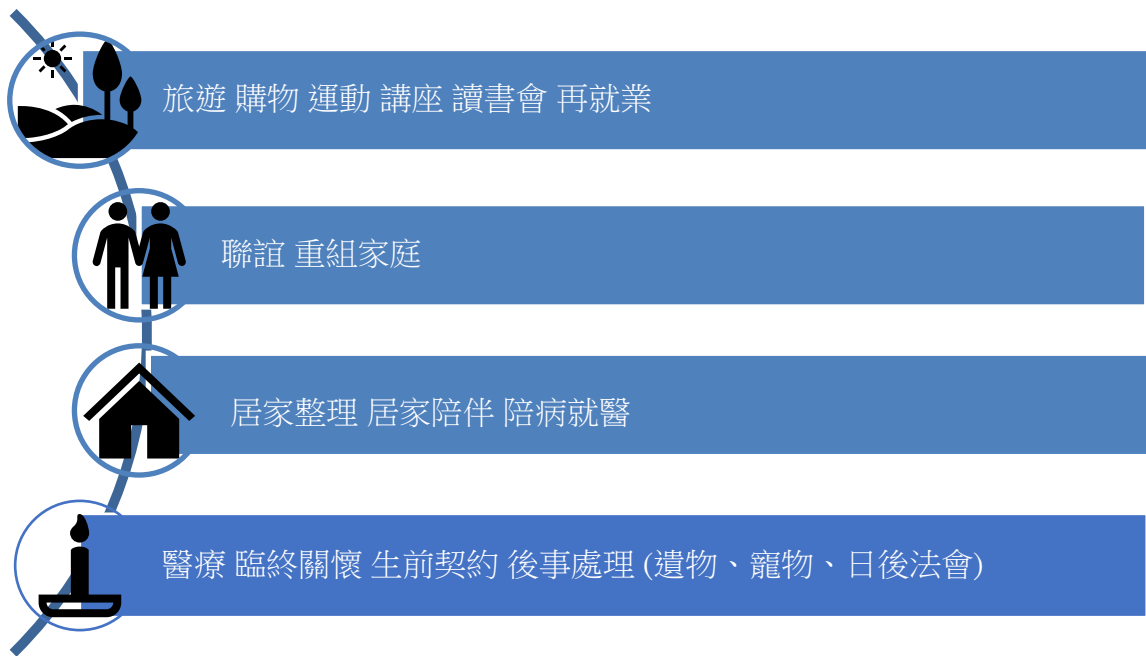 旅遊 購物 運動 講座 讀書會 再就業
聯誼 重組家庭
居家整理 居家陪伴 陪病就醫
醫療 臨終關懷 生前契約 後事處理 (遺物、寵物、日後法會)